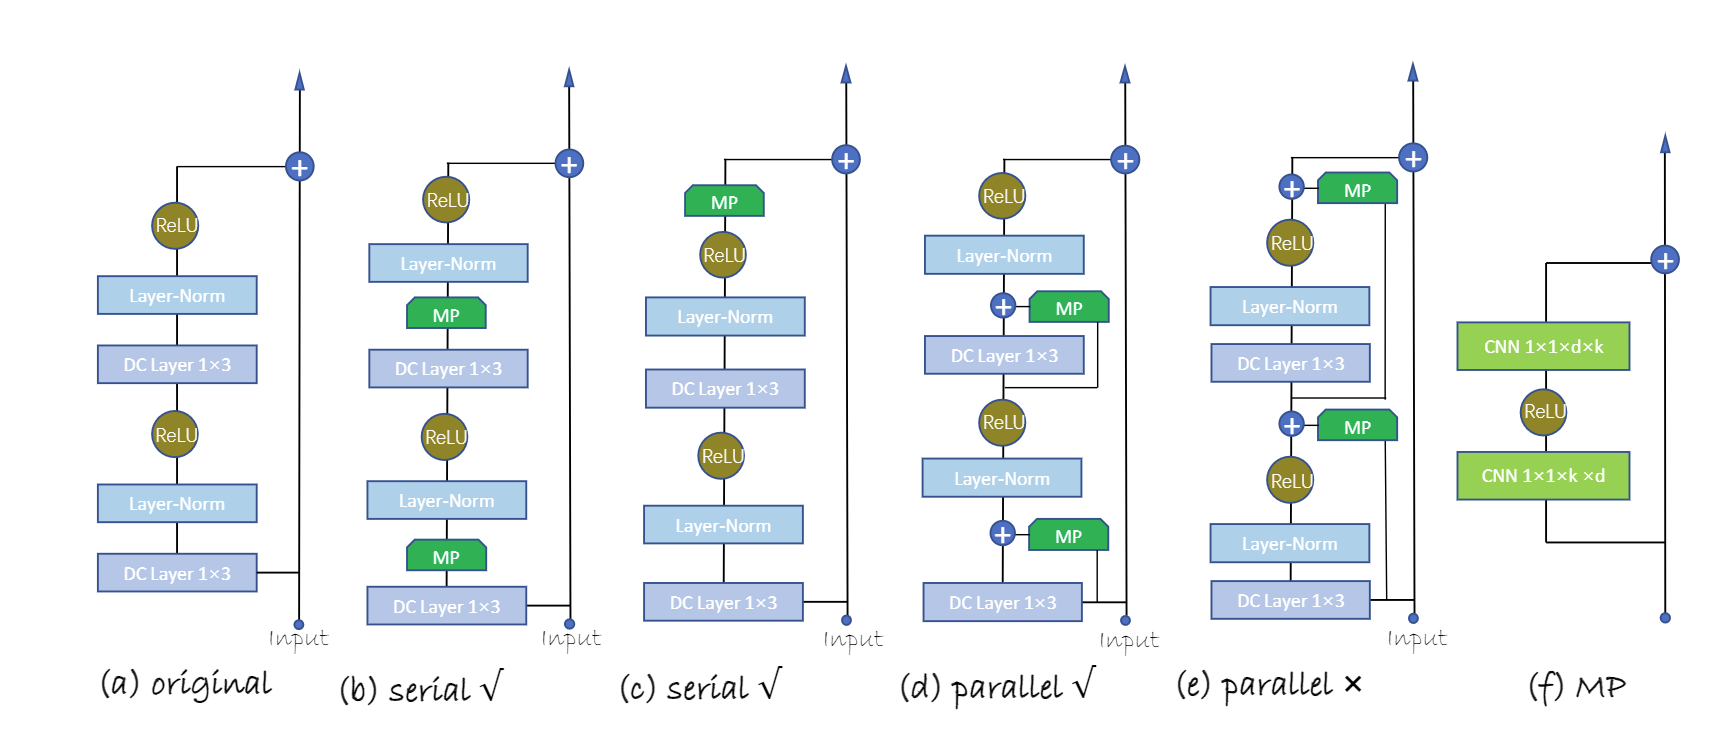 ReLU
Layer-Norm
DC Layer 1×3
ReLU
Layer-Norm
DC Layer 1×3
Input
(a) original
ReLU
Layer-Norm
MP
DC Layer 1×3
ReLU
Layer-Norm
MP
DC Layer 1×3
Input
(b) serial √
MP
ReLU
Layer-Norm
DC Layer 1×3
ReLU
Layer-Norm
DC Layer 1×3
Input
(c) serial √
ReLU
Layer-Norm
MP
DC Layer 1×3
ReLU
Layer-Norm
MP
DC Layer 1×3
Input
(d) parallel √
MP
ReLU
Layer-Norm
DC Layer 1×3
MP
ReLU
Layer-Norm
DC Layer 1×3
Input
(e) parallel ×
CNN 1×1×d×k
ReLU
CNN 1×1×k ×d
(f) MP